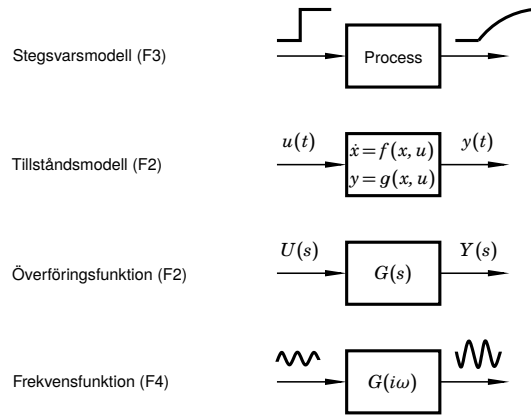 Stegsvarsmodell (F3)
Process
u(t)
y(t)
Tillståndsmodell (F2)
ẋ = f(x, u)
y = g(x, u)
U(s)
Y(s)
Överföringsfunktion (F2)
G(s)
Frekvensfunktion (F4)
G(iω)